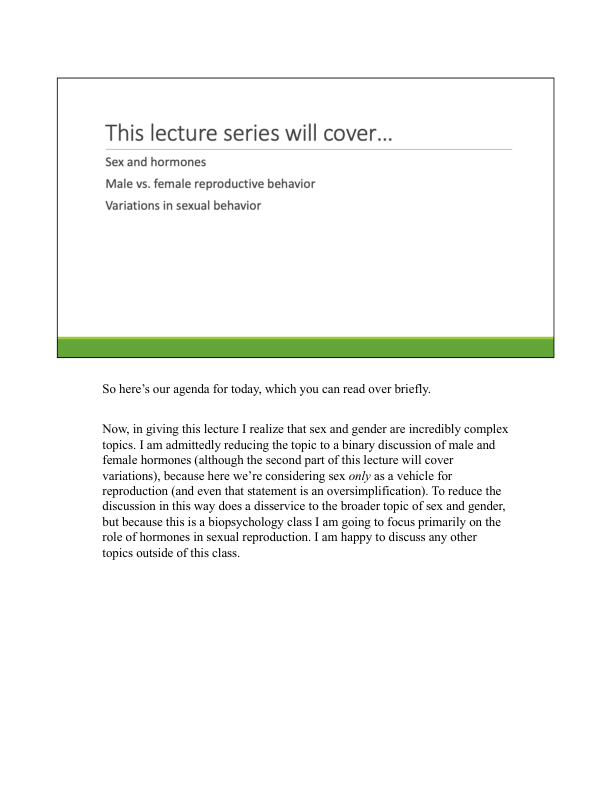 This lecture series will cover…
Sex and hormones
Male vs. female reproductive behavior
Variations in sexual behavior
So here’s our agenda for today, which you can read over briefly.
Now, in giving this lecture I realize that sex and gender are incredibly complex
topics. I am admittedly reducing the topic to a binary discussion of male and
female hormones (although the second part of this lecture will cover
variations), because here we’re considering sex only as a vehicle for
reproduction (and even that statement is an oversimplification). To reduce the
discussion in this way does a disservice to the broader topic of sex and gender,
but because this is a biopsychology class I am going to focus primarily on the
role of hormones in sexual reproduction. I am happy to discuss any other
topics outside of this class.